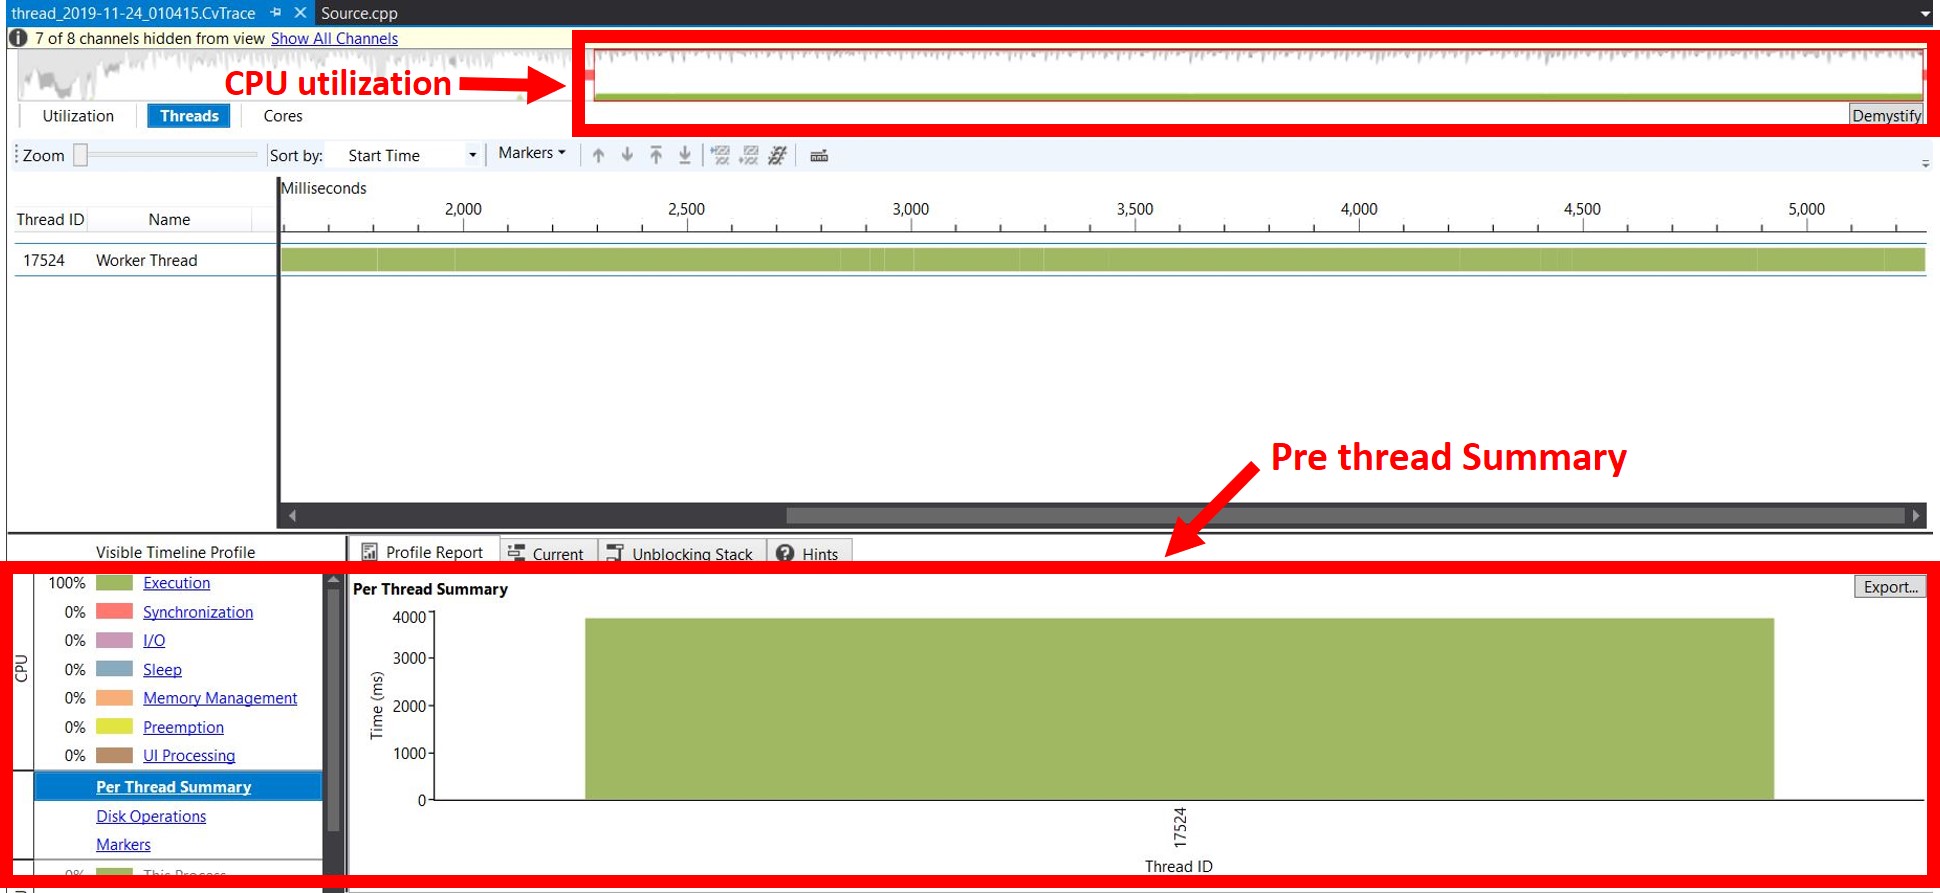 thread_2019-11-24_010415.CvTrace Source.cpp
7 of 8 channels hidden from view Show All Channels
CPU utilization
Utilization Threads Cores Demystify
Zoom Sort by: Start Time Markers
Milliseconds
2,000 2,500 3,000 3,500 4,000 4,500 5,000
Thread ID Name
17524 Worker Thread
Pre thread Summary
Visible Timeline Profile
Profile Report Current Unblocking Stack Hints
CPU
100% Execution
0% Synchronization
0% I/O
0% Sleep
0% Memory Management
0% Preemption
0% UI Processing
Per Thread Summary
Disk Operations
Markers
0% This Process
Per Thread Summary
Export...
Time (ms)
4000
3000
2000
1000
0
17524
Thread ID